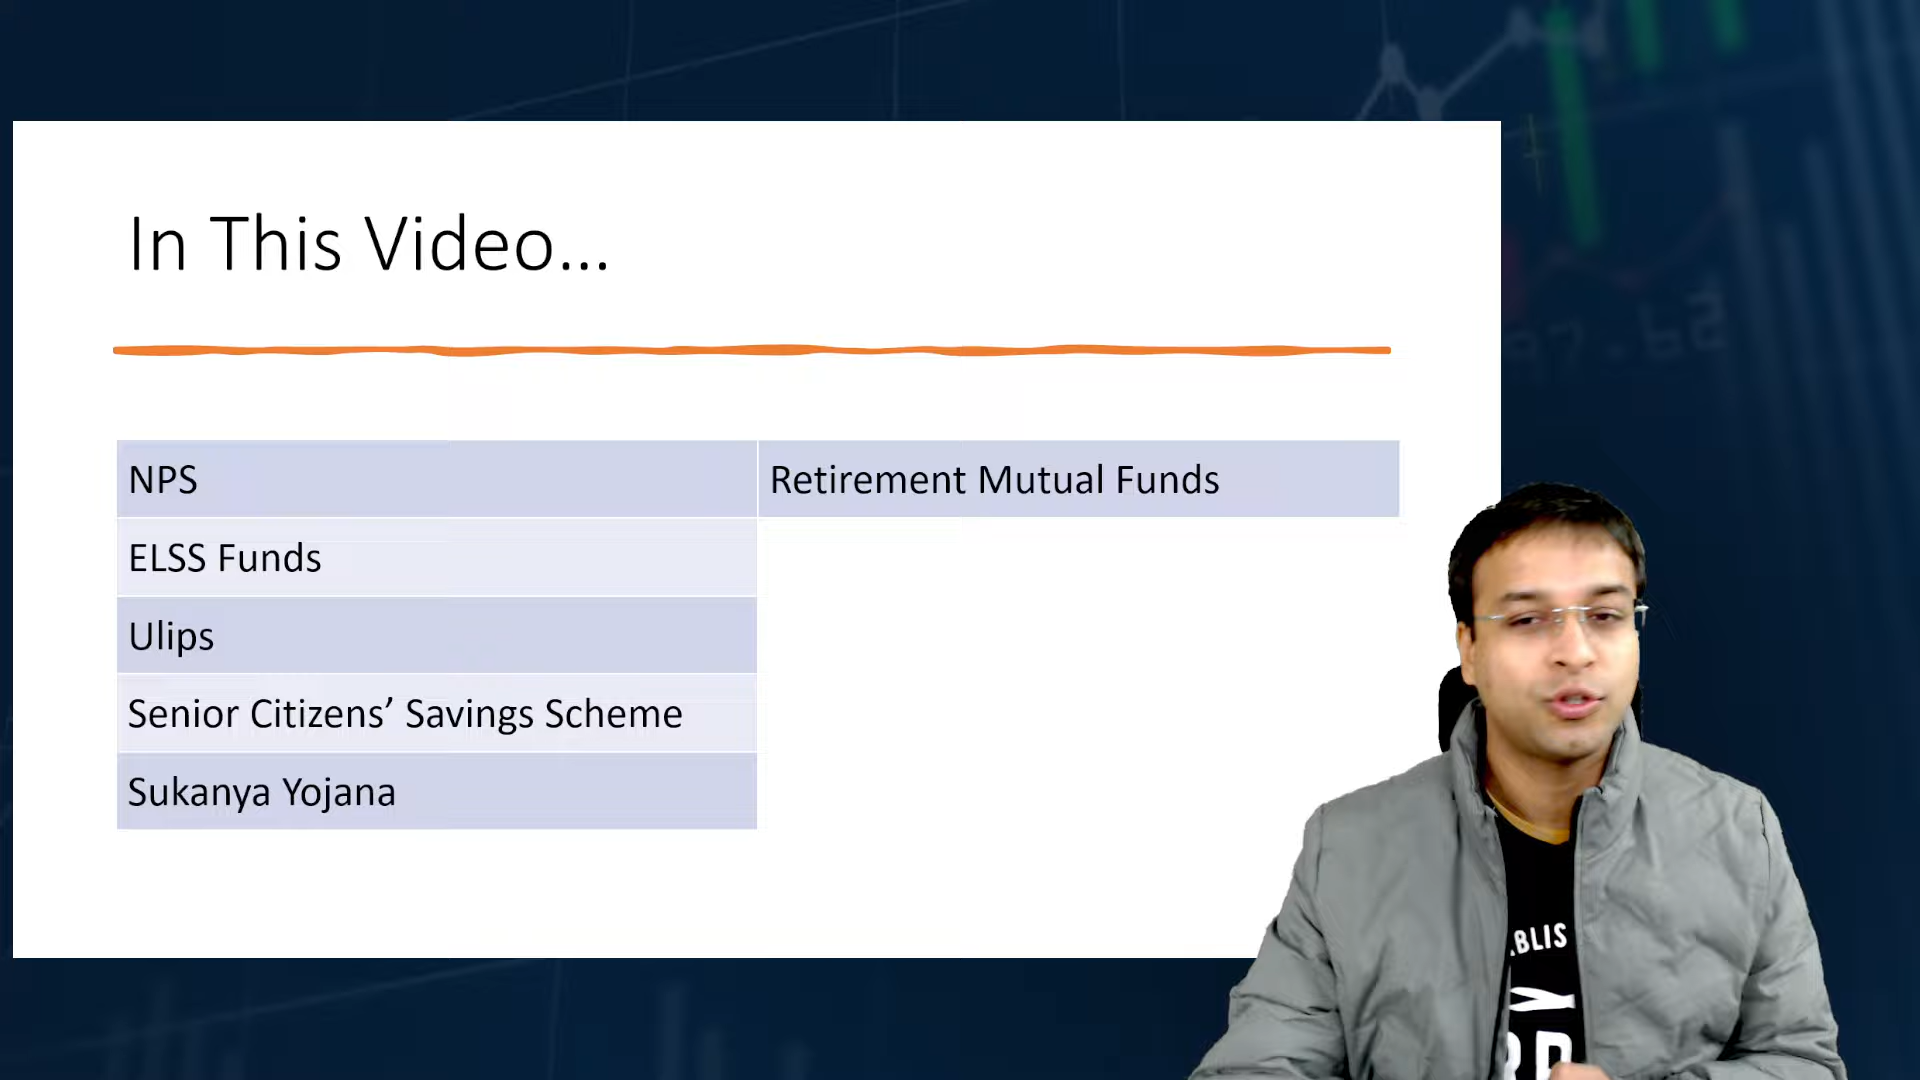 In This Video...
NPS
Retirement Mutual Funds
ELSS Funds
Ulips
Senior Citizens’ Savings Scheme
Sukanya Yojana